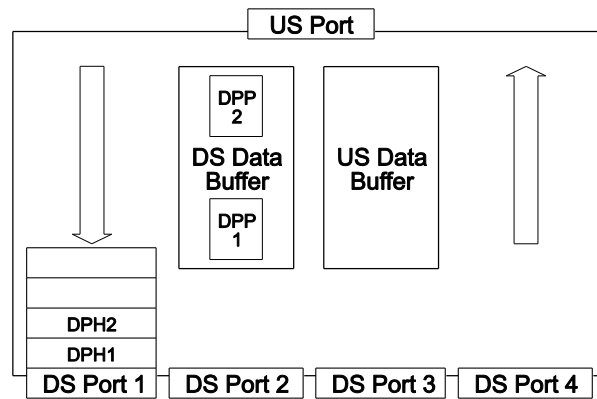 US Port
DPP
2
DS Data
Buffer
DPP
1
US Data
Buffer
DPH2
DPH1
DS Port 1
DS Port 2
DS Port 3
DS Port 4